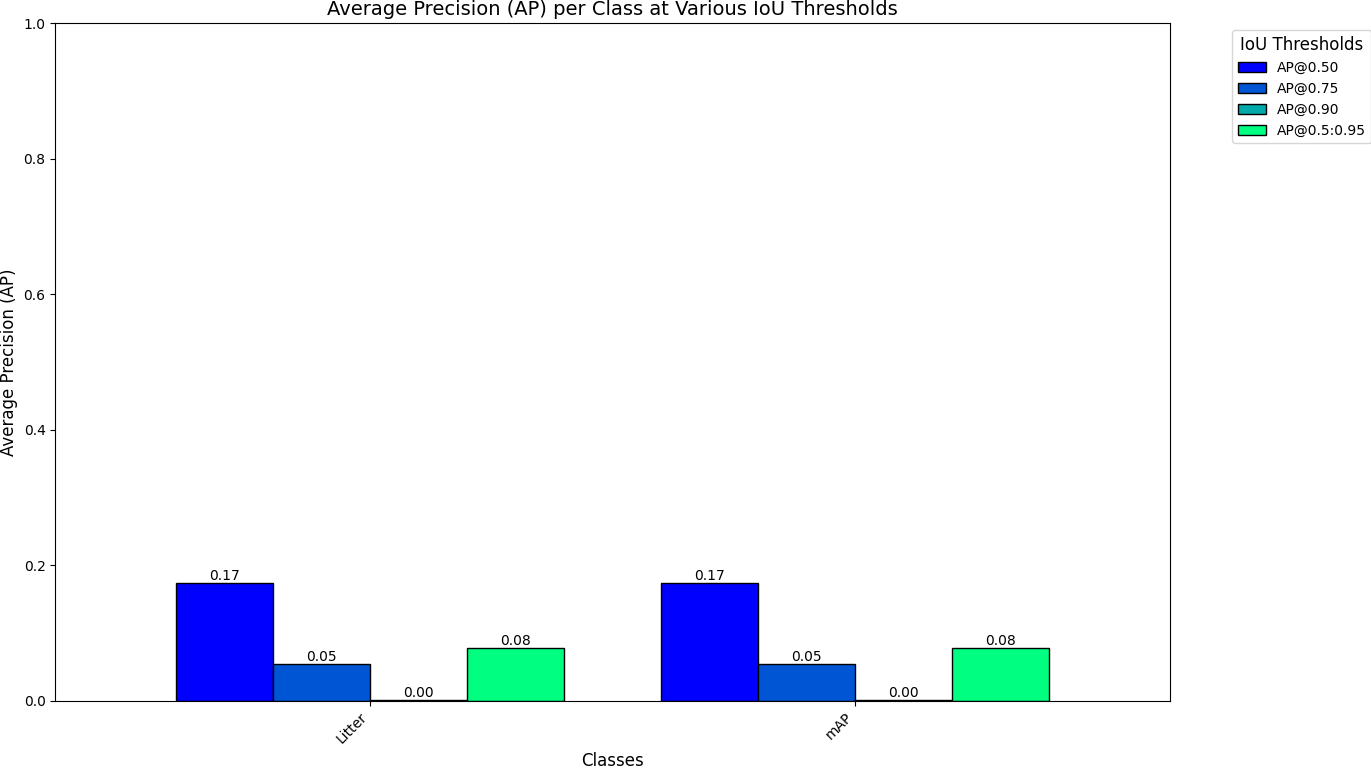 Average Precision (AP) per Class at Various IoU Thresholds
IoU Thresholds
AP@0.50
AP@0.75
AP@0.90
AP@0.5:0.95
Average Precision (AP)
1.0
0.8
0.6
0.4
0.2
0.0
0.17
0.05
0.00
0.08
0.17
0.05
0.00
0.08
Litter
mAP
Classes